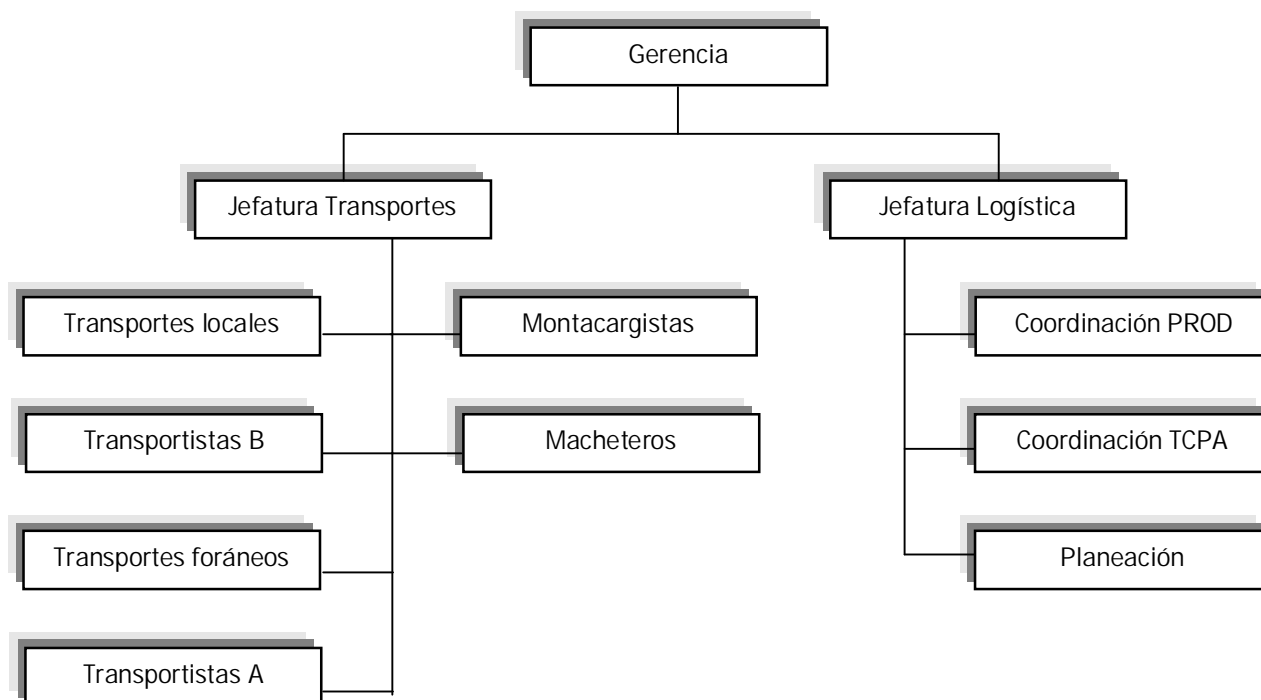 Gerencia
Jefatura Transportes
Jefatura Logística
Transportes locales
Montacargistas
Coordinación PROD
Transportistas B
Macheteros
Coordinación TCPA
Transportes foráneos
Planeación
Transportistas A